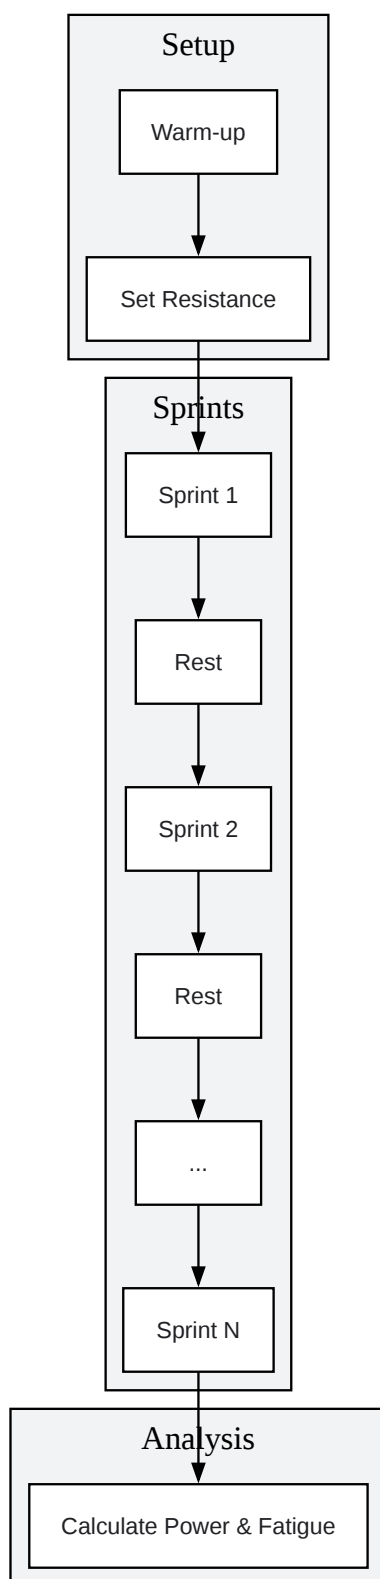 Setup
Warm-up
Set Resistance
Sprints
Sprint 1
Rest
Sprint 2
Rest
...
Sprint N
Analysis
Calculate Power & Fatigue